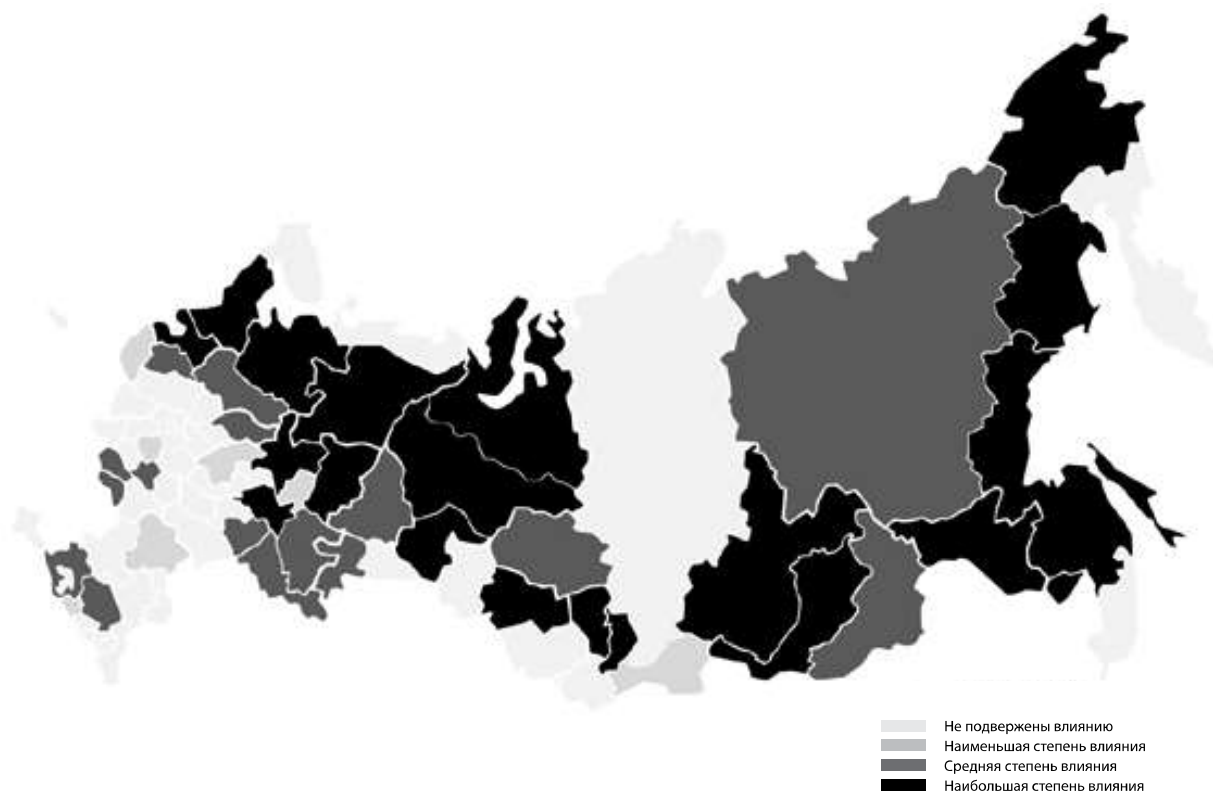 Не подвержены влиянию
Наименьшая степень влияния
Средняя степень влияния
Наибольшая степень влияния